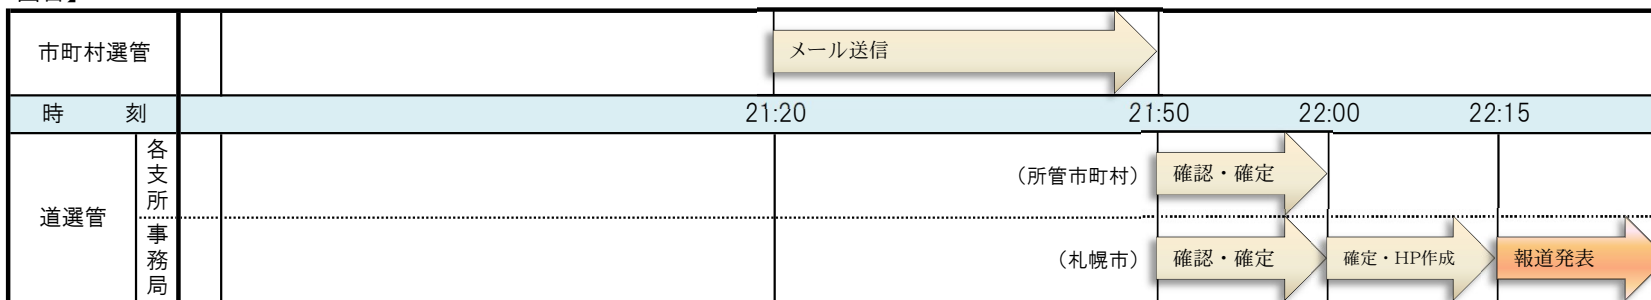 市町村選管 メール送信
時 刻 21:20 21:50 22:00 22:15
道選管 各支所 (所管市町村) 確認・確定
事務局 (札幌市) 確認・確定 確定・HP作成 報道発表